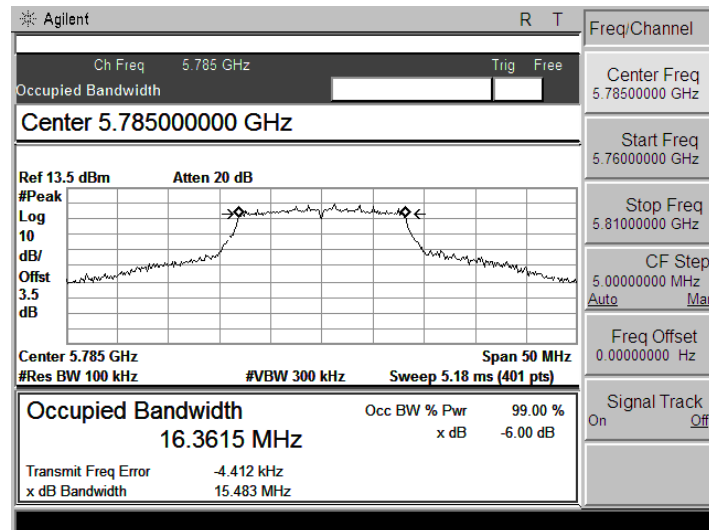 Agilent R T
Ch Freq 5.785 GHz Trig Free
Occupied Bandwidth
Center 5.785000000 GHz
Ref 13.5 dBm Atten 20 dB
#Peak
Log
10
dB/
Offst
3.5
dB
Center 5.785 GHz Span 50 MHz
#Res BW 100 kHz #VBW 300 kHz Sweep 5.18 ms (401 pts)
Occupied Bandwidth Occ BW % Pwr 99.00 %
16.3615 MHz x dB -6.00 dB
Transmit Freq Error -4.412 kHz
x dB Bandwidth 15.483 MHz
Freq/Channel
Center Freq
5.78500000 GHz
Start Freq
5.76000000 GHz
Stop Freq
5.81000000 GHz
CF Step
5.00000000 MHz
Auto Mar
Freq Offset
0.00000000 Hz
Signal Track
On Off